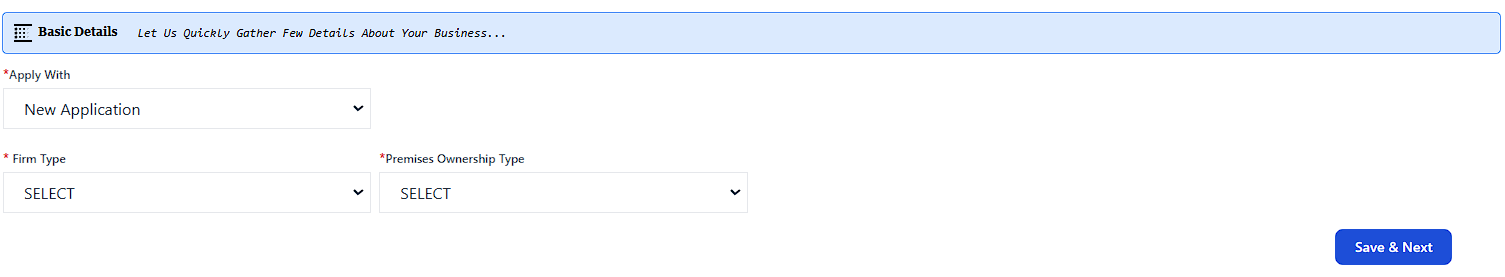 Basic Details Let Us Quickly Gather Few Details About Your Business...
*Apply With
New Application
* Firm Type *Premises Ownership Type
SELECT SELECT
Save & Next